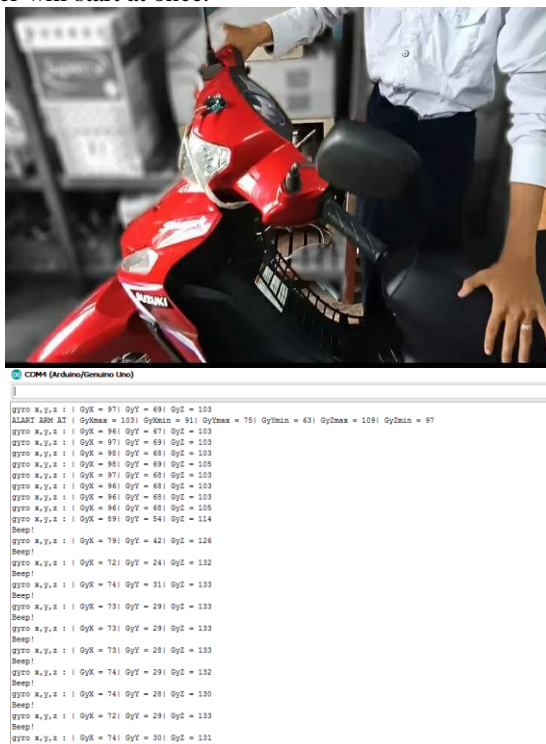 er will start at once.
SUZUKI
COM4 (Arduino/Genuino Uno)
gyro x,y,z : | GyX = 97| GyY = 69| GyZ = 103
ALART ARM AT | GyXmax = 103| GyXmin = 91| GyYmax = 75| GyYmin = 63| GyZmax = 109| GyZmin = 97
gyro x,y,z : | GyX = 96| GyY = 67| GyZ = 103
gyro x,y,z : | GyX = 97| GyY = 69| GyZ = 103
gyro x,y,z : | GyX = 98| GyY = 68| GyZ = 103
gyro x,y,z : | GyX = 98| GyY = 69| GyZ = 105
gyro x,y,z : | GyX = 97| GyY = 68| GyZ = 103
gyro x,y,z : | GyX = 96| GyY = 68| GyZ = 103
gyro x,y,z : | GyX = 96| GyY = 68| GyZ = 103
gyro x,y,z : | GyX = 96| GyY = 68| GyZ = 105
gyro x,y,z : | GyX = 89| GyY = 54| GyZ = 114
Beep!
gyro x,y,z : | GyX = 79| GyY = 42| GyZ = 126
Beep!
gyro x,y,z : | GyX = 72| GyY = 24| GyZ = 132
Beep!
gyro x,y,z : | GyX = 74| GyY = 31| GyZ = 133
Beep!
gyro x,y,z : | GyX = 73| GyY = 29| GyZ = 133
Beep!
gyro x,y,z : | GyX = 73| GyY = 29| GyZ = 133
Beep!
gyro x,y,z : | GyX = 73| GyY = 28| GyZ = 133
Beep!
gyro x,y,z : | GyX = 74| GyY = 29| GyZ = 132
Beep!
gyro x,y,z : | GyX = 74| GyY = 28| GyZ = 130
Beep!
gyro x,y,z : | GyX = 72| GyY = 29| GyZ = 133
Beep!
gyro x,y,z : | GyX = 74| GyY = 30| GyZ = 131